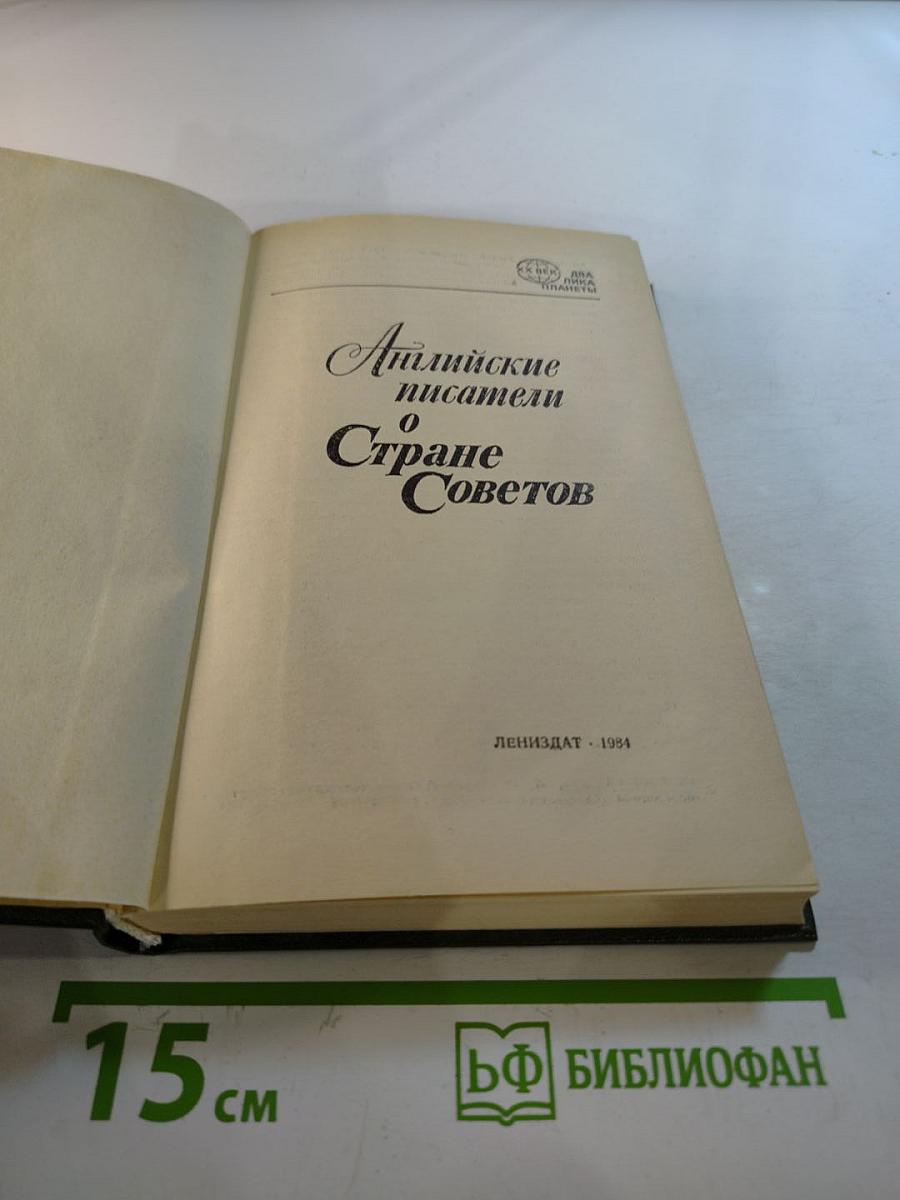 XX ВЕК
ДВА
ЛИКА
ПЛАНЕТЫ
Английские
писатели
о
Стране
Советов
ЛЕНИЗДАТ · 1984
15 см
БФ БИБЛИОФАН